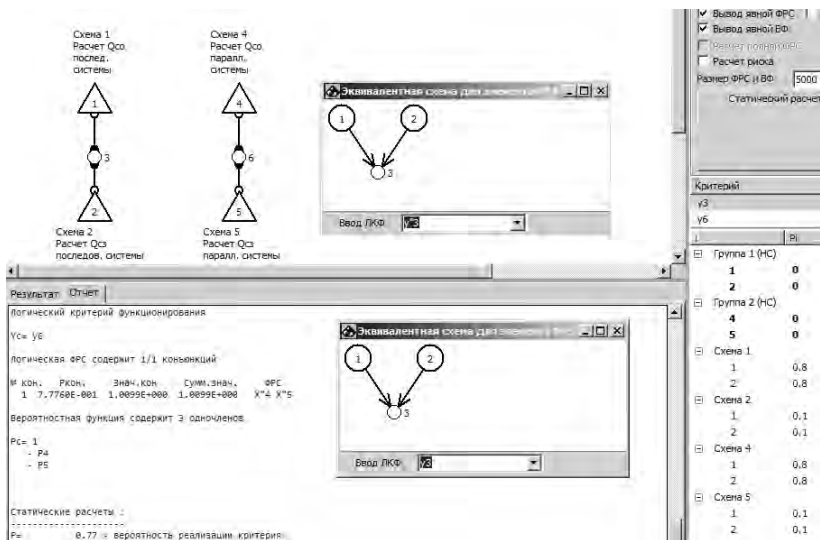 Схема 1
Расчет Qсо
послед.
системы
Схема 4
Расчет Qсо
паралл.
системы
1
4
3
6
2
5
Схема 2
Расчет Qсз
последов. системы
Схема 5
Расчет Qсз
паралл. системы
Эквивалентная схема для элемента
1
2
3
Ввод ЛКФ
y3
Вывод явной ФРС
Вывод явной ВФ
Расчет риска
Размер ФРС и ВФ 5000
Статический расчет
Критерий
y3
y6
i Pi
Группа 1 (НС)
1 0
2 0
Группа 2 (НС)
4 0
5 0
Схема 1
1 0.8
2 0.8
Схема 2
1 0.1
2 0.1
Схема 4
1 0.8
2 0.8
Схема 5
1 0.1
2 0.1
Результат Отчет
Логический критерий функционирования
Yc= y6
Логическая ФРС содержит 1/1 конъюнкций
N кон. Pкон. Знач.кон Сумм.знач. ФРС
1 7.7760E-001 1.0099E+000 1.0099E+000 X"4 X"5
Вероятностная функция содержит 3 одночленов
Pc= 1
- P4
- P5
Статические расчеты :
---------------------
P= 0.77 - вероятность реализации критерия
Эквивалентная схема для
1
2
3
Ввод ЛКФ
y3